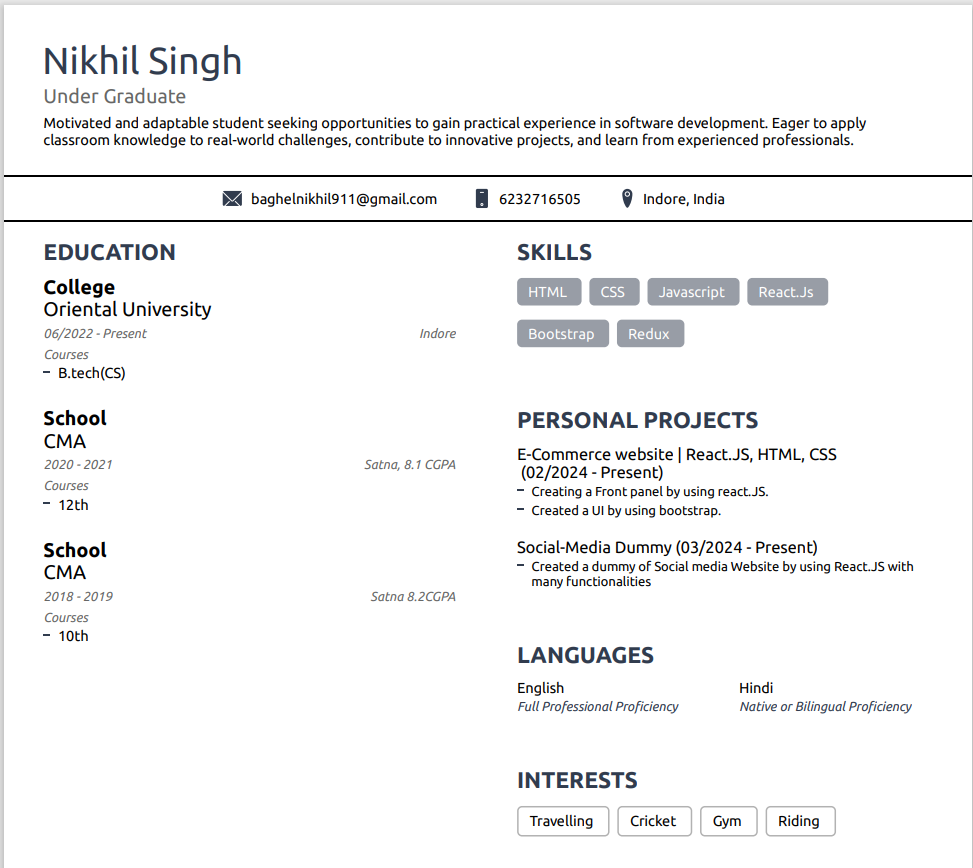 Nikhil Singh
Under Graduate
Motivated and adaptable student seeking opportunities to gain practical experience in software development. Eager to apply
classroom knowledge to real-world challenges, contribute to innovative projects, and learn from experienced professionals.
baghelnikhil911@gmail.com 6232716505 Indore, India
EDUCATION
College
Oriental University
06/2022 - Present Indore
Courses
– B.tech(CS)
School
CMA
2020 - 2021 Satna, 8.1 CGPA
Courses
– 12th
School
CMA
2018 - 2019 Satna 8.2CGPA
Courses
– 10th
SKILLS
HTML CSS Javascript React.Js
Bootstrap Redux
PERSONAL PROJECTS
E-Commerce website | React.JS, HTML, CSS
(02/2024 - Present)
– Creating a Front panel by using react.JS.
– Created a UI by using bootstrap.
Social-Media Dummy (03/2024 - Present)
– Created a dummy of Social media Website by using React.JS with
many functionalities
LANGUAGES
English Hindi
Full Professional Proficiency Native or Bilingual Proficiency
INTERESTS
Travelling Cricket Gym Riding